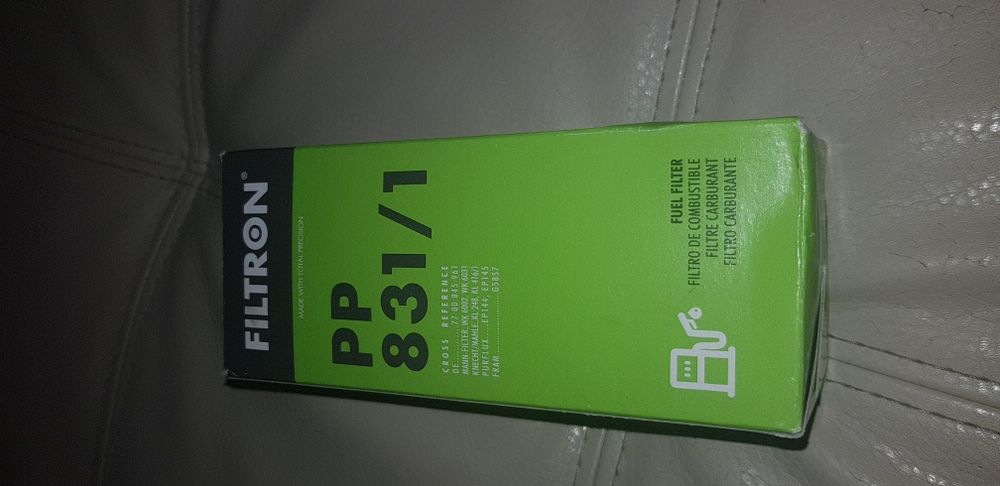 FILTRON®
MADE WITH TOTAL PRECISION
PP
831/1
CROSS REFERENCE
OE............77 00 845 961
MANN-FILTER..WK 6002, WK 6031
KNECHT/MAHLE..KL 248, KL 416/1
PURFLUX......EP144, EP145
FRAM....................G5857
FUEL FILTER
FILTRO DE COMBUSTIBLE
FILTRE CARBURANT
FILTRO CARBURANTE